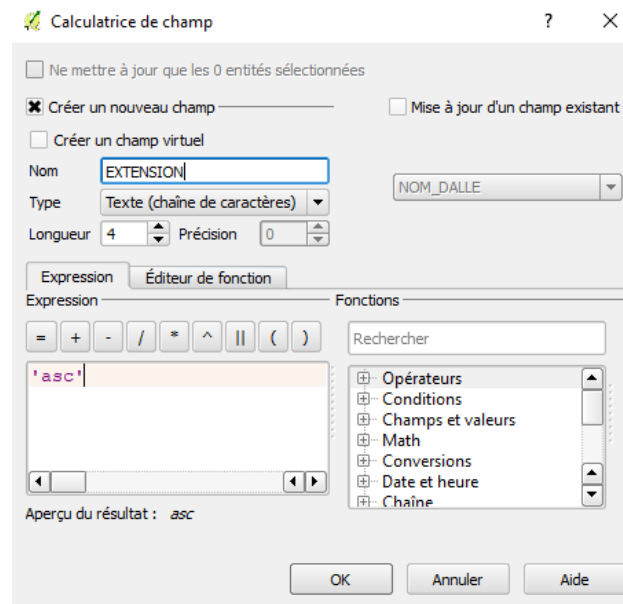 Calculatrice de champ ? ✕
Ne mettre à jour que les 0 entités sélectionnées
Créer un nouveau champ
Mise à jour d'un champ existant
Créer un champ virtuel
Nom EXTENSION
NOM_DALLE
Type Texte (chaîne de caractères)
Longueur 4 Précision 0
Expression Éditeur de fonction
Expression Fonctions
= + - / * ^ || ( ) Rechercher
'asc'
Opérateurs
Conditions
Champs et valeurs
Math
Conversions
Date et heure
Chaîne
Aperçu du résultat : asc
OK Annuler Aide